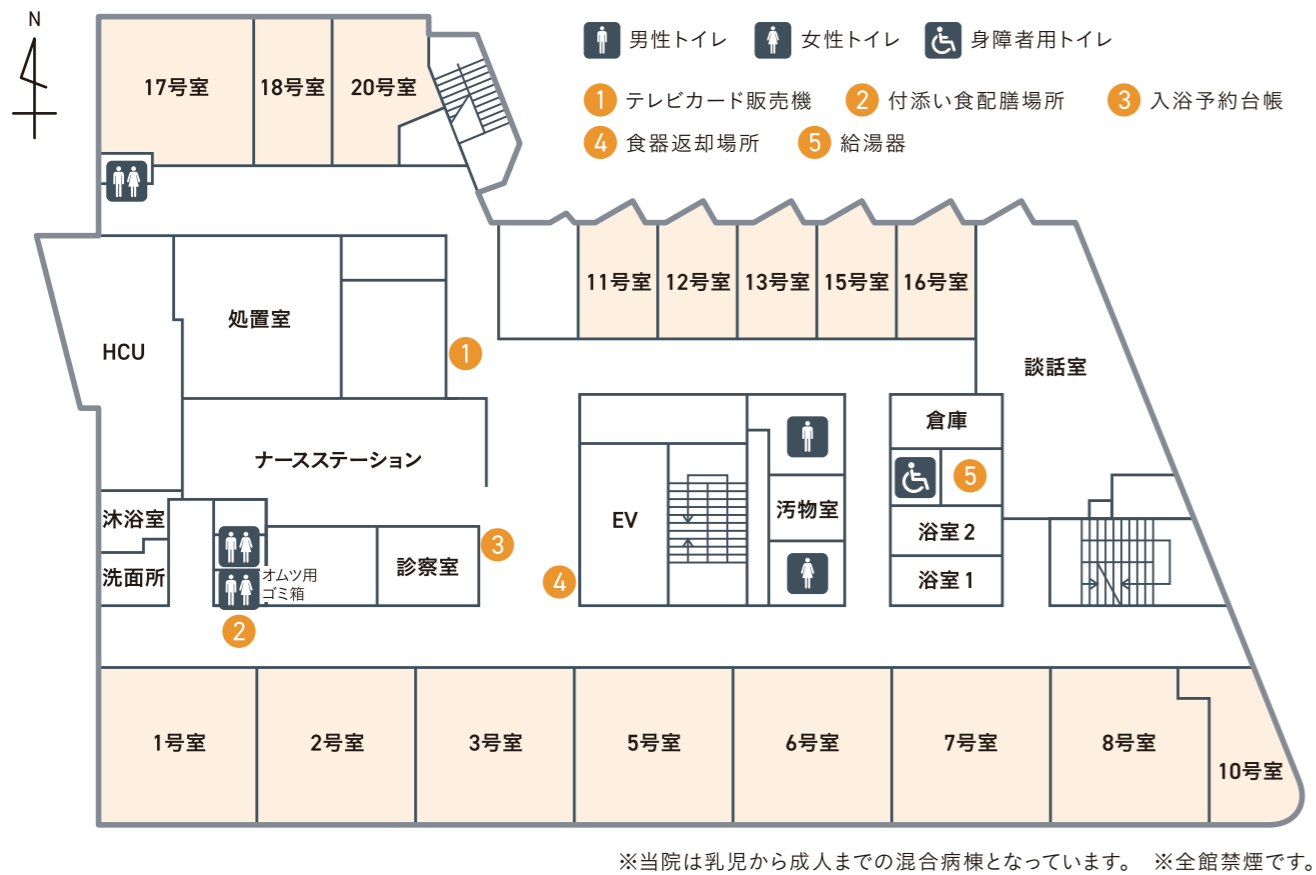 N
男性トイレ 女性トイレ 身障者用トイレ
1 テレビカード販売機 2 付添い食配膳場所 3 入浴予約台帳
4 食器返却場所 5 給湯器
17号室 18号室 20号室
11号室 12号室 13号室 15号室 16号室
処置室
HCU
1
談話室
倉庫
ナースステーション
5
沐浴室
EV
汚物室
浴室2
3
診察室
洗面所
オムツ用
ゴミ箱
4
浴室1
2
1号室 2号室 3号室 5号室 6号室 7号室 8号室
10号室
※当院は乳児から成人までの混合病棟となっています。 ※全館禁煙です。